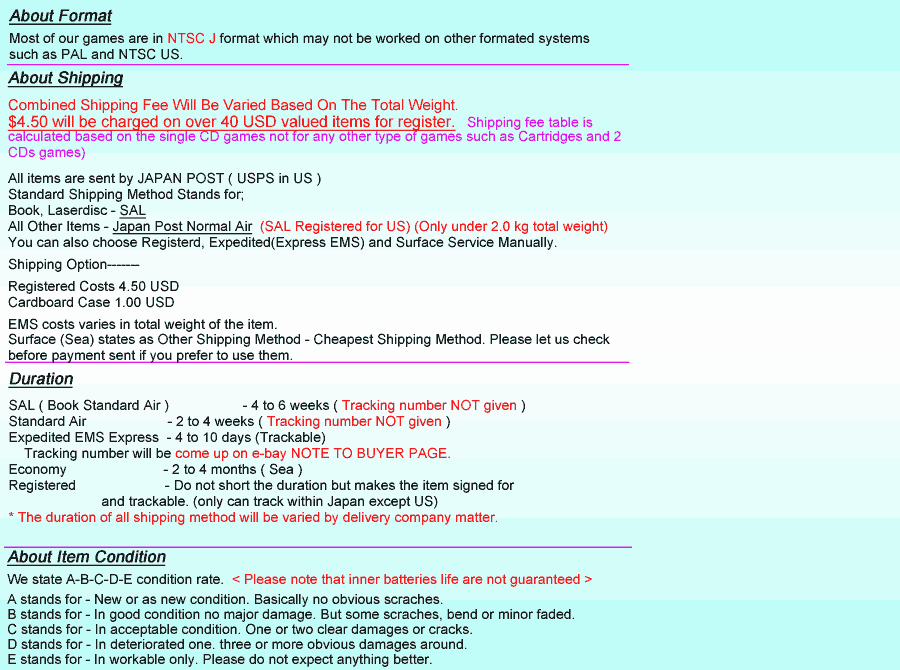 About Format
Most of our games are in NTSC J format which may not be worked on other formated systems
such as PAL and NTSC US.
About Shipping
Combined Shipping Fee Will Be Varied Based On The Total Weight.
$4.50 will be charged on over 40 USD valued items for register. Shipping fee table is
calculated based on the single CD games not for any other type of games such as Cartridges and 2
CDs games)
All items are sent by JAPAN POST ( USPS in US )
Standard Shipping Method Stands for;
Book, Laserdisc - SAL
All Other Items - Japan Post Normal Air (SAL Registered for US) (Only under 2.0 kg total weight)
You can also choose Registerd, Expedited(Express EMS) and Surface Service Manually.
Shipping Option-------
Registered Costs 4.50 USD
Cardboard Case 1.00 USD
EMS costs varies in total weight of the item.
Surface (Sea) states as Other Shipping Method - Cheapest Shipping Method. Please let us check
before payment sent if you prefer to use them.
Duration
SAL ( Book Standard Air ) - 4 to 6 weeks ( Tracking number NOT given )
Standard Air - 2 to 4 weeks ( Tracking number NOT given )
Expedited EMS Express - 4 to 10 days (Trackable)
Tracking number will be come up on e-bay NOTE TO BUYER PAGE.
Economy - 2 to 4 months ( Sea )
Registered - Do not short the duration but makes the item signed for
and trackable. (only can track within Japan except US)
* The duration of all shipping method will be varied by delivery company matter.
About Item Condition
We state A-B-C-D-E condition rate. < Please note that inner batteries life are not guaranteed >
A stands for - New or as new condition. Basically no obvious scraches.
B stands for - In good condition no major damage. But some scraches, bend or minor faded.
C stands for - In acceptable condition. One or two clear damages or cracks.
D stands for - In deteriorated one. three or more obvious damages around.
E stands for - In workable only. Please do not expect anything better.